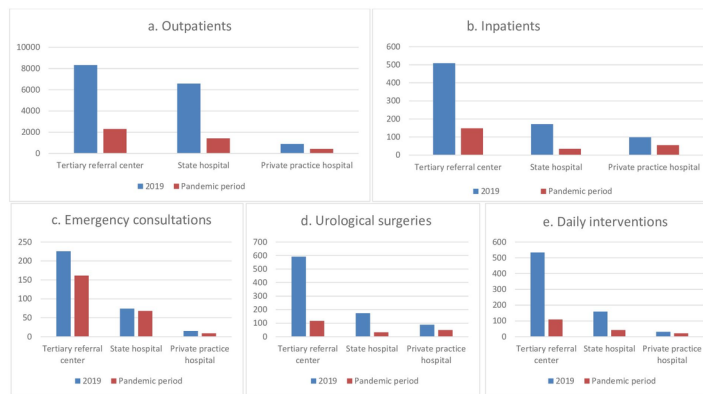 a. Outpatients
10000
8000
6000
4000
2000
0
Tertiary referral center State hospital Private practice hospital
2019 Pandemic period
b. Inpatients
600
500
400
300
200
100
0
Tertiary referral center State hospital Private practice hospital
2019 Pandemic period
c. Emergency consultations
250
200
150
100
50
0
Tertiary referral State hospital Private practice
center hospital
2019 Pandemic period
d. Urological surgeries
700
600
500
400
300
200
100
0
Tertiary referral State hospital Private practice
center hospital
2019 Pandemic period
e. Daily interventions
600
500
400
300
200
100
0
Tertiary referral State hospital Private practice
center hospital
2019 Pandemic period